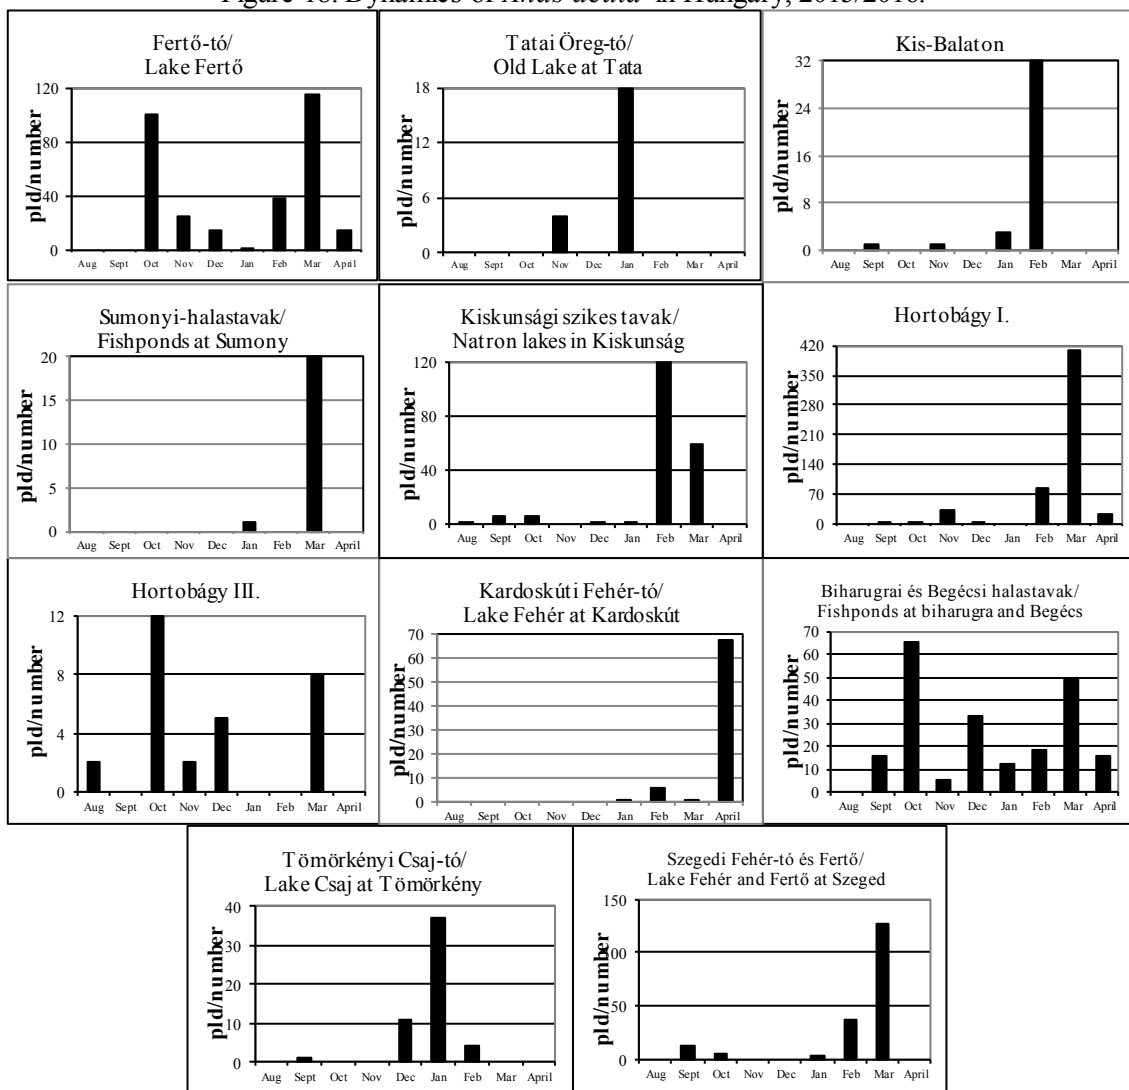 Fertő-tó/
Lake Fertő
pld/number
120
80
40
0
Aug Sept Oct Nov Dec Jan Feb Mar April
Tatai Öreg-tó/
Old Lake at Tata
pld/number
18
12
6
0
Aug Sept Oct Nov Dec Jan Feb Mar April
Kis-Balaton
pld/number
32
24
16
8
0
Aug Sept Oct Nov Dec Jan Feb Mar April
Sumonyi-halastavak/
Fishponds at Sumony
pld/number
20
15
10
5
0
Aug Sept Oct Nov Dec Jan Feb Mar April
Kiskunsági szikes tavak/
Natron lakes in Kiskunság
pld/number
120
80
40
0
Aug Sept Oct Nov Dec Jan Feb Mar April
Hortobágy I.
pld/number
420
350
280
210
140
70
0
Aug Sept Oct Nov Dec Jan Feb Mar April
Hortobágy III.
pld/number
12
8
4
0
Aug Sept Oct Nov Dec Jan Feb Mar April
Kardoskúti Fehér-tó/
Lake Fehér at Kardoskút
pld/number
70
60
50
40
30
20
10
0
Aug Sept Oct Nov Dec Jan Feb Mar April
Biharugrai és Begécsi halastavak/
Fishponds at biharugra and Begécs
pld/number
70
60
50
40
30
20
10
0
Aug Sept Oct Nov Dec Jan Feb Mar April
Tömörkényi Csaj-tó/
Lake Csaj at Tömörkény
pld/number
40
30
20
10
0
Aug Sept Oct Nov Dec Jan Feb Mar April
Szegedi Fehér-tó és Fertő/
Lake Fehér and Fertő at Szeged
pld/number
150
100
50
0
Aug Sept Oct Nov Dec Jan Feb Mar April